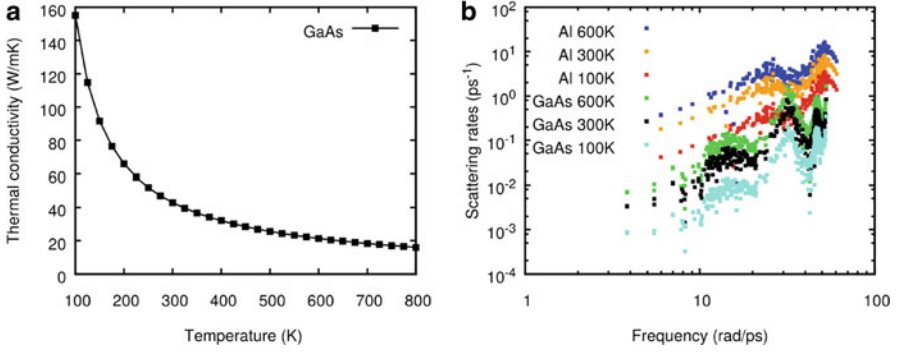 a
Thermal conductivity (W/mK)
160
140
120
100
80
60
40
20
0
100 200 300 400 500 600 700 800
Temperature (K)
GaAs
b
Scattering rates (ps⁻¹)
10²
10¹
10⁰
10⁻¹
10⁻²
10⁻³
10⁻⁴
1 10 100
Frequency (rad/ps)
Al 600K
Al 300K
Al 100K
GaAs 600K
GaAs 300K
GaAs 100K